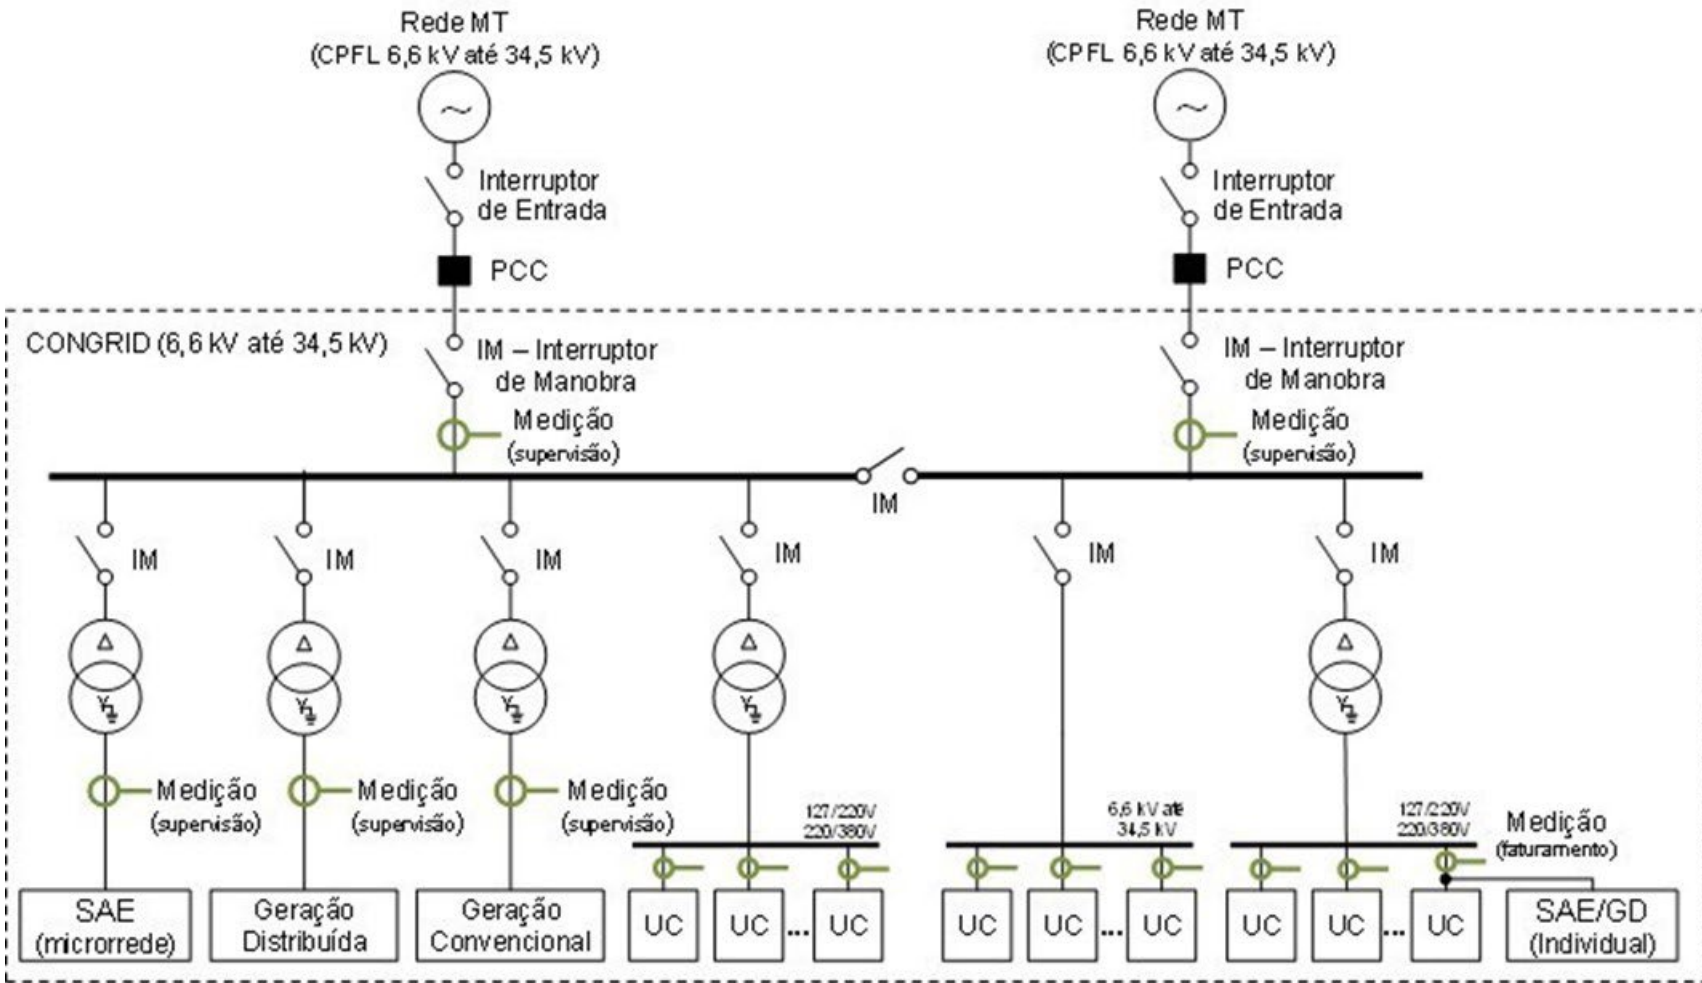 Rede MT
(CPFL 6,6 kV até 34,5 kV)
Rede MT
(CPFL 6,6 kV até 34,5 kV)
Interruptor
de Entrada
Interruptor
de Entrada
PCC
PCC
CONGRID (6,6 kV até 34,5 kV)
IM – Interruptor
de Manobra
IM – Interruptor
de Manobra
Medição
(supervisão)
Medição
(supervisão)
IM
IM
IM
IM
IM
IM
IM
Δ
Δ
Δ
Δ
Δ
Y
Y
Y
Y
Y
Medição
(supervisão)
Medição
(supervisão)
Medição
(supervisão)
127/220V
220/380V
6,6 kV até
34,5 kV
127/220V
220/380V
Medição
(faturamento)
SAE
(microrrede)
Geração
Distribuída
Geração
Convencional
UC
UC
...
UC
UC
UC
...
UC
UC
UC
...
UC
SAE/GD
(Individual)